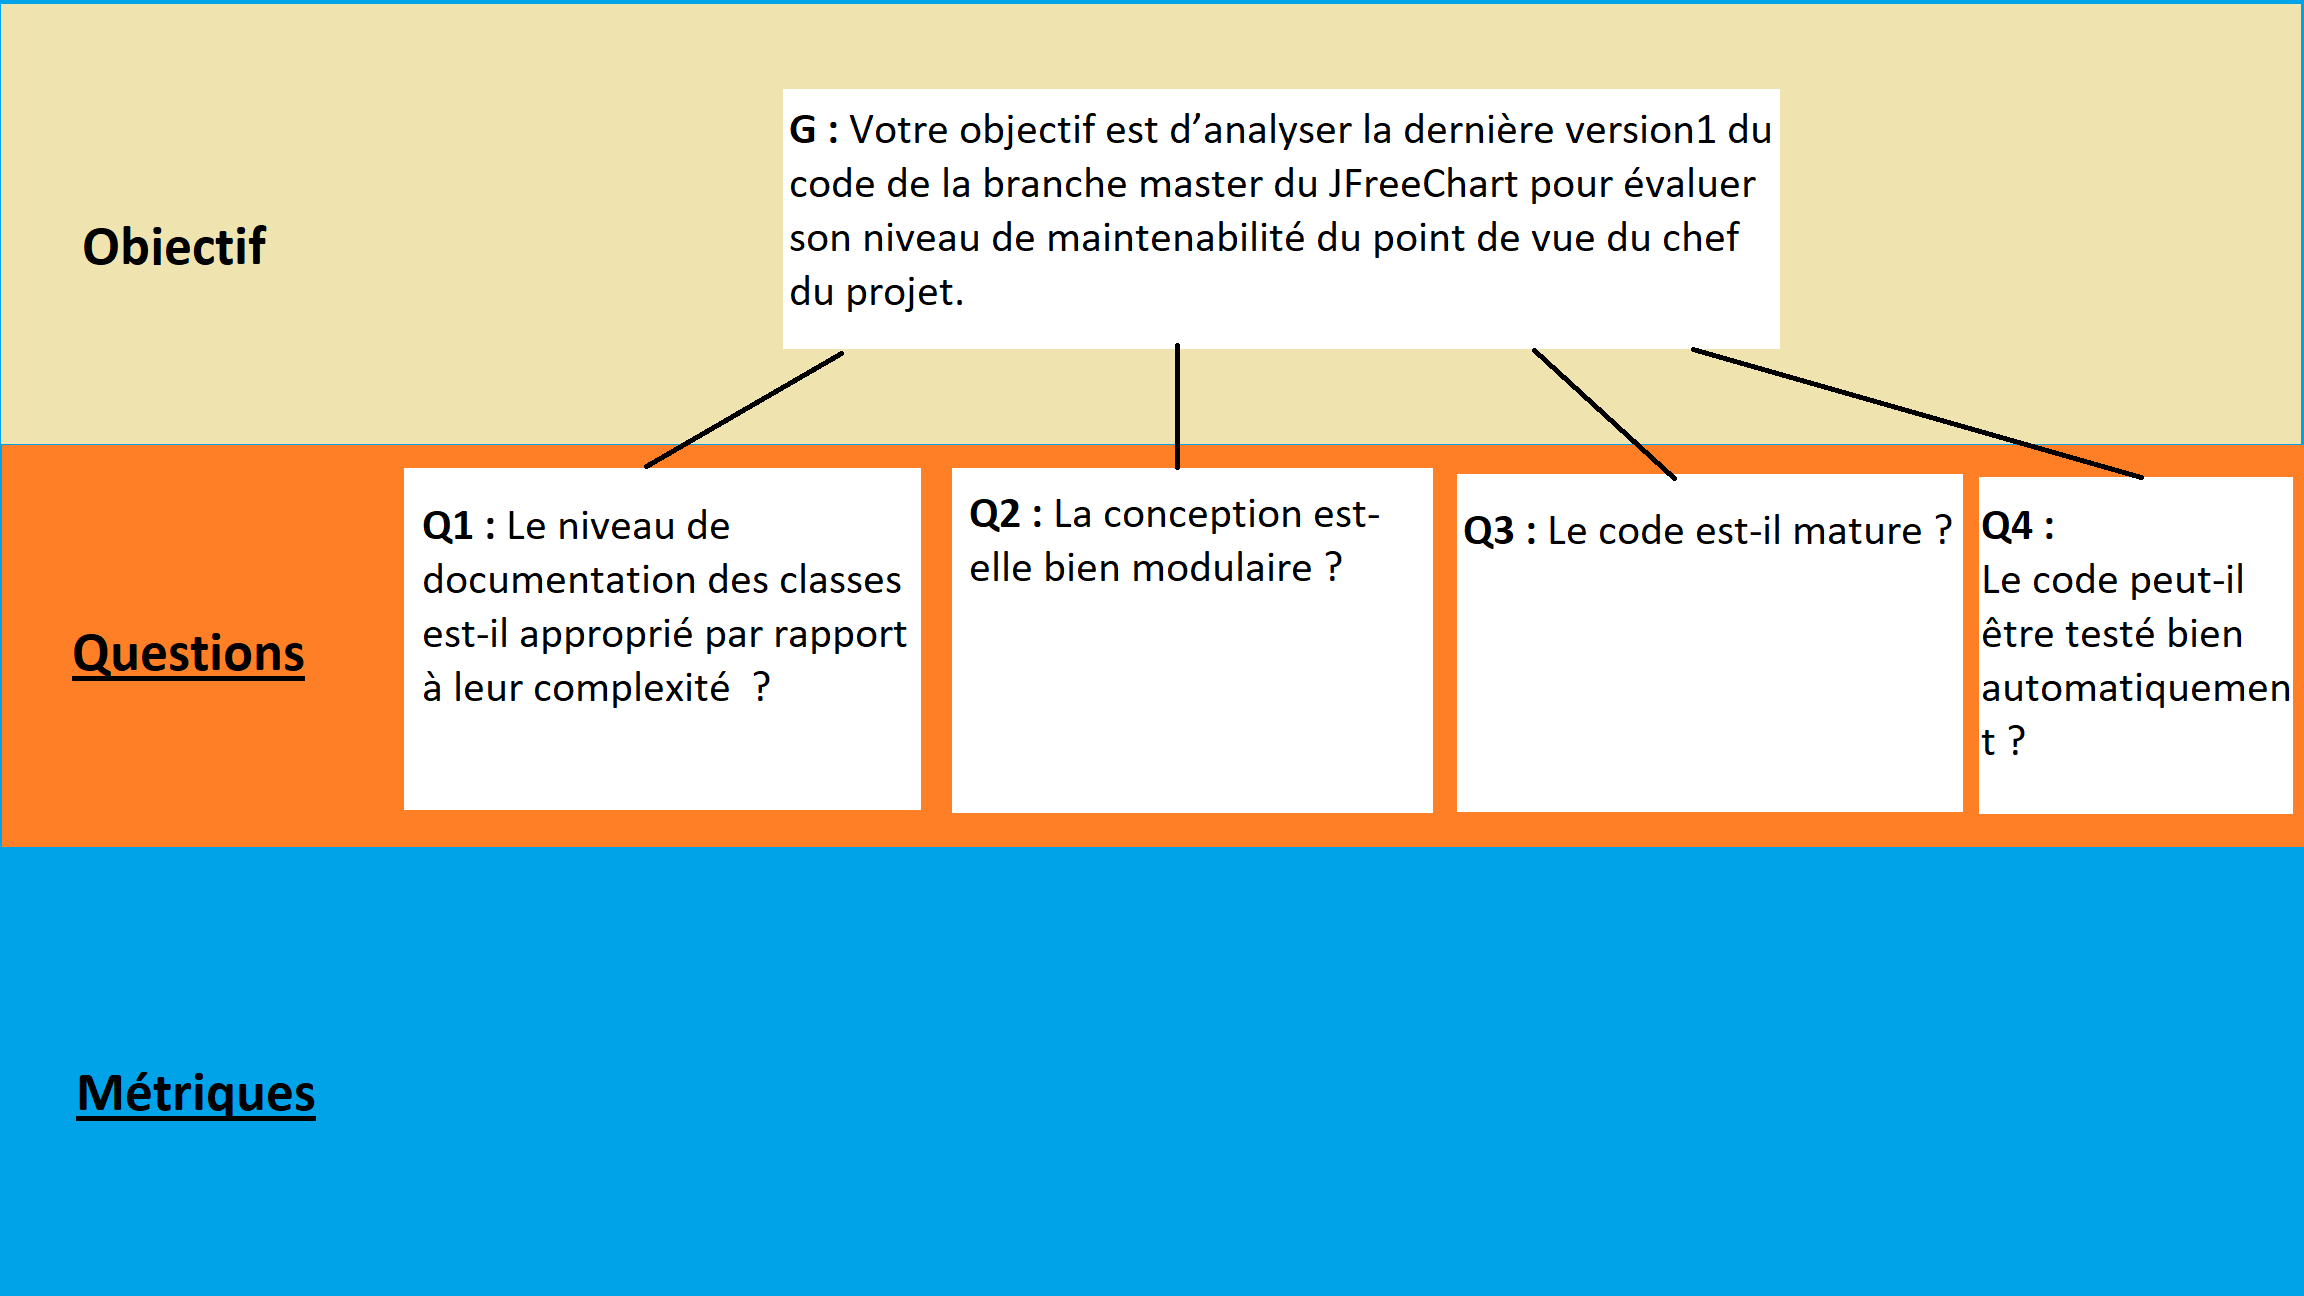 G : Votre objectif est d’analyser la dernière version1 du
code de la branche master du JFreeChart pour évaluer
son niveau de maintenabilité du point de vue du chef
du projet.
Objectif
Q1 : Le niveau de
documentation des classes
est-il approprié par rapport
à leur complexité  ?
Q2 : La conception est-
elle bien modulaire ?
Q3 : Le code est-il mature ?
Q4 :
Le code peut-il
être testé bien
automatiquemen
t ?
Questions
Métriques